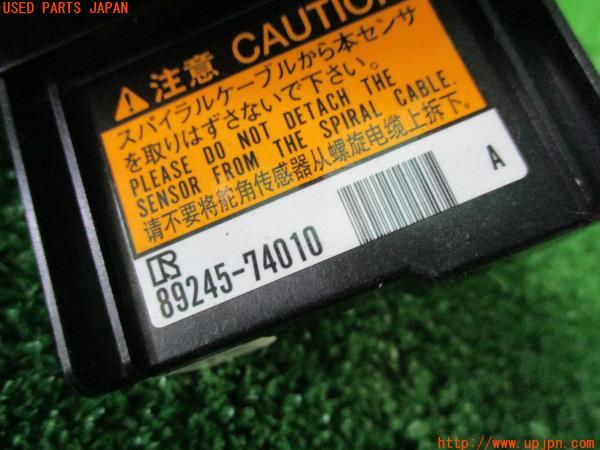 USED PARTS JAPAN
注意 CAUTION
スパイラルケーブルから本センサ
を取りはずさないで下さい。
PLEASE DO NOT DETACH THE
SENSOR FROM THE SPIRAL CABLE.
请不要将舵角传感器从螺旋电缆上拆下。
A
89245-74010
http://www.upjpn.com/